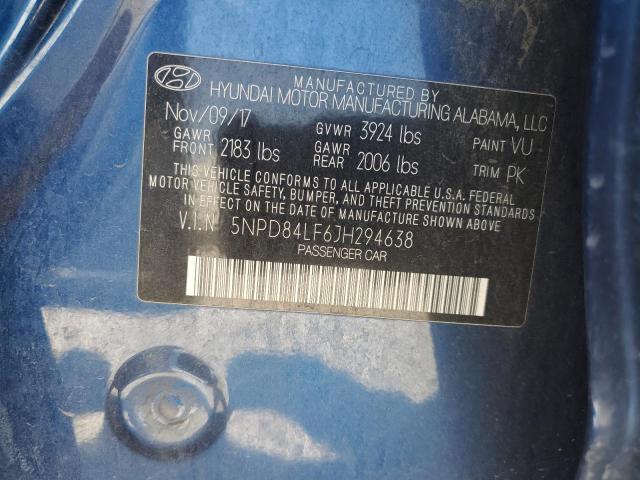 MANUFACTURED BY
HYUNDAI MOTOR MANUFACTURING ALABAMA, LLC
Nov/09/17 GVWR 3924 lbs PAINT VU
GAWR FRONT 2183 lbs GAWR REAR 2006 lbs TRIM PK
THIS VEHICLE CONFORMS TO ALL APPLICABLE U.S.A. FEDERAL
MOTOR VEHICLE SAFETY, BUMPER, AND THEFT PREVENTION STANDARDS
IN EFFECT ON THE DATE OF MANUFACTURE SHOWN ABOVE.
V.I.N 5NPD84LF6JH294638
PASSENGER CAR